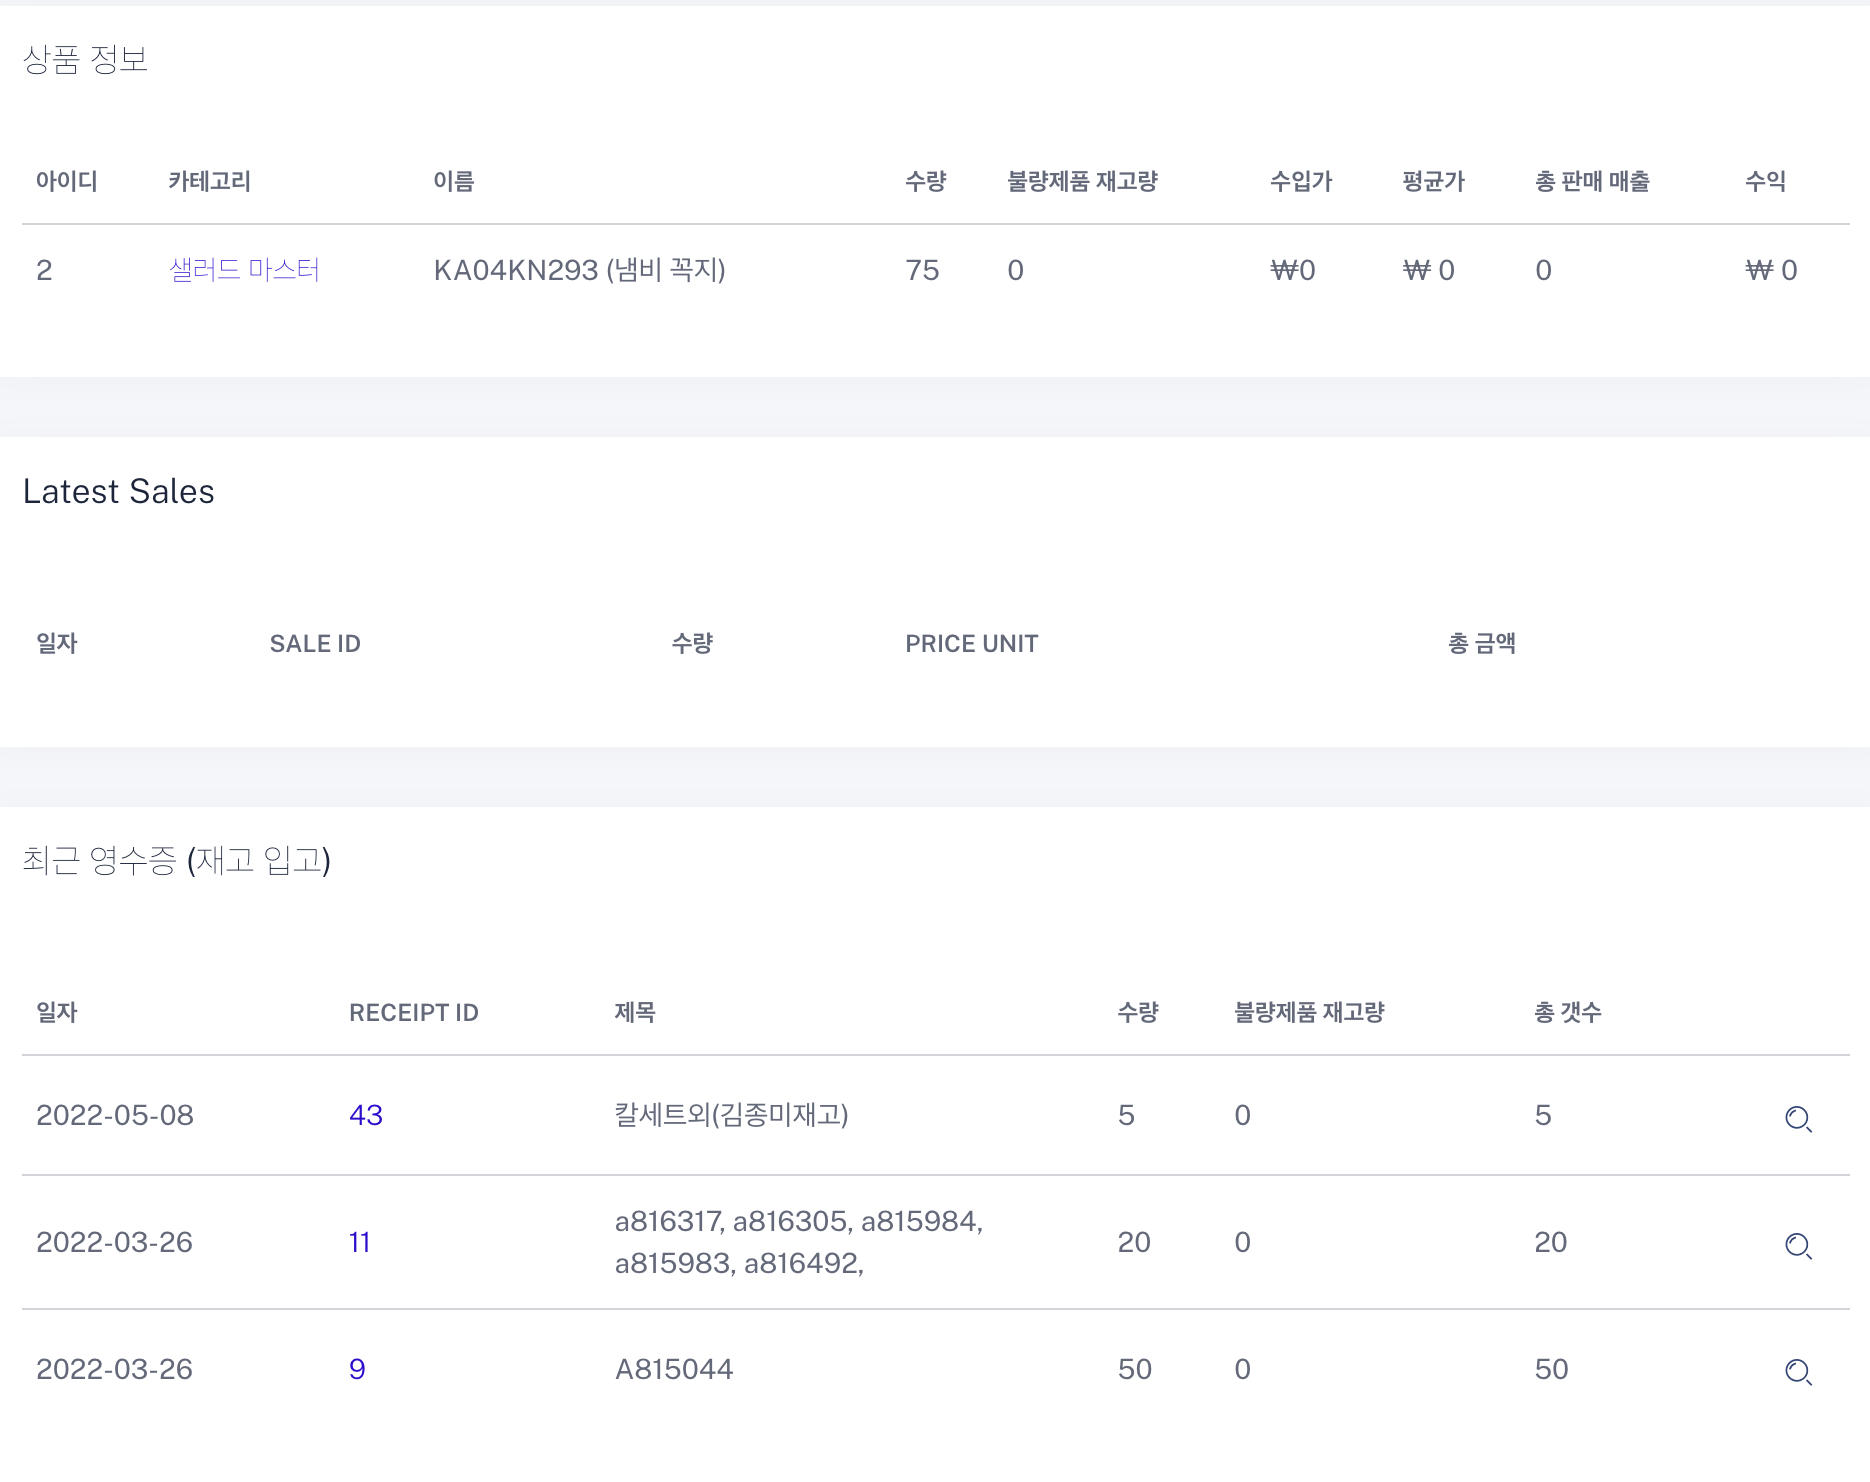 상품 정보
아이디 카테고리 이름 수량 불량제품 재고량 수입가 평균가 총 판매 매출 수익
2 샐러드 마스터 KA04KN293 (냄비 꼭지) 75 0 ₩0 ₩ 0 0 ₩ 0
Latest Sales
일자 SALE ID 수량 PRICE UNIT 총 금액
최근 영수증 (재고 입고)
일자 RECEIPT ID 제목 수량 불량제품 재고량 총 갯수
2022-05-08 43 칼세트외(김종미재고) 5 0 5
2022-03-26 11 a816317, a816305, a815984, 20 0 20
a815983, a816492,
2022-03-26 9 A815044 50 0 50